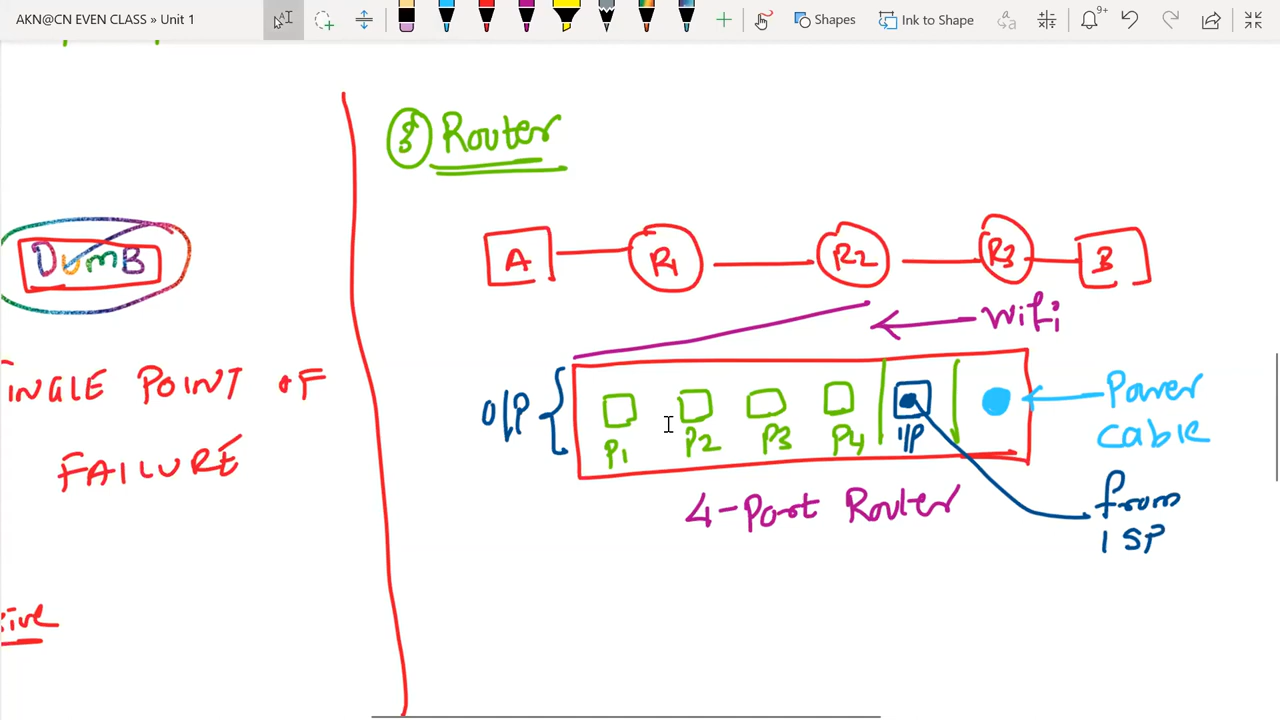 AKN@CN EVEN CLASS » Unit 1
Shapes
Ink to Shape
9+
Router
DumB
A
R1
R2
R3
B
WiFi
INGLE POINT OF
FAILURE
O/P
P1
P2
P3
P4
I/P
Power
cable
4-Port Router
from
ISP